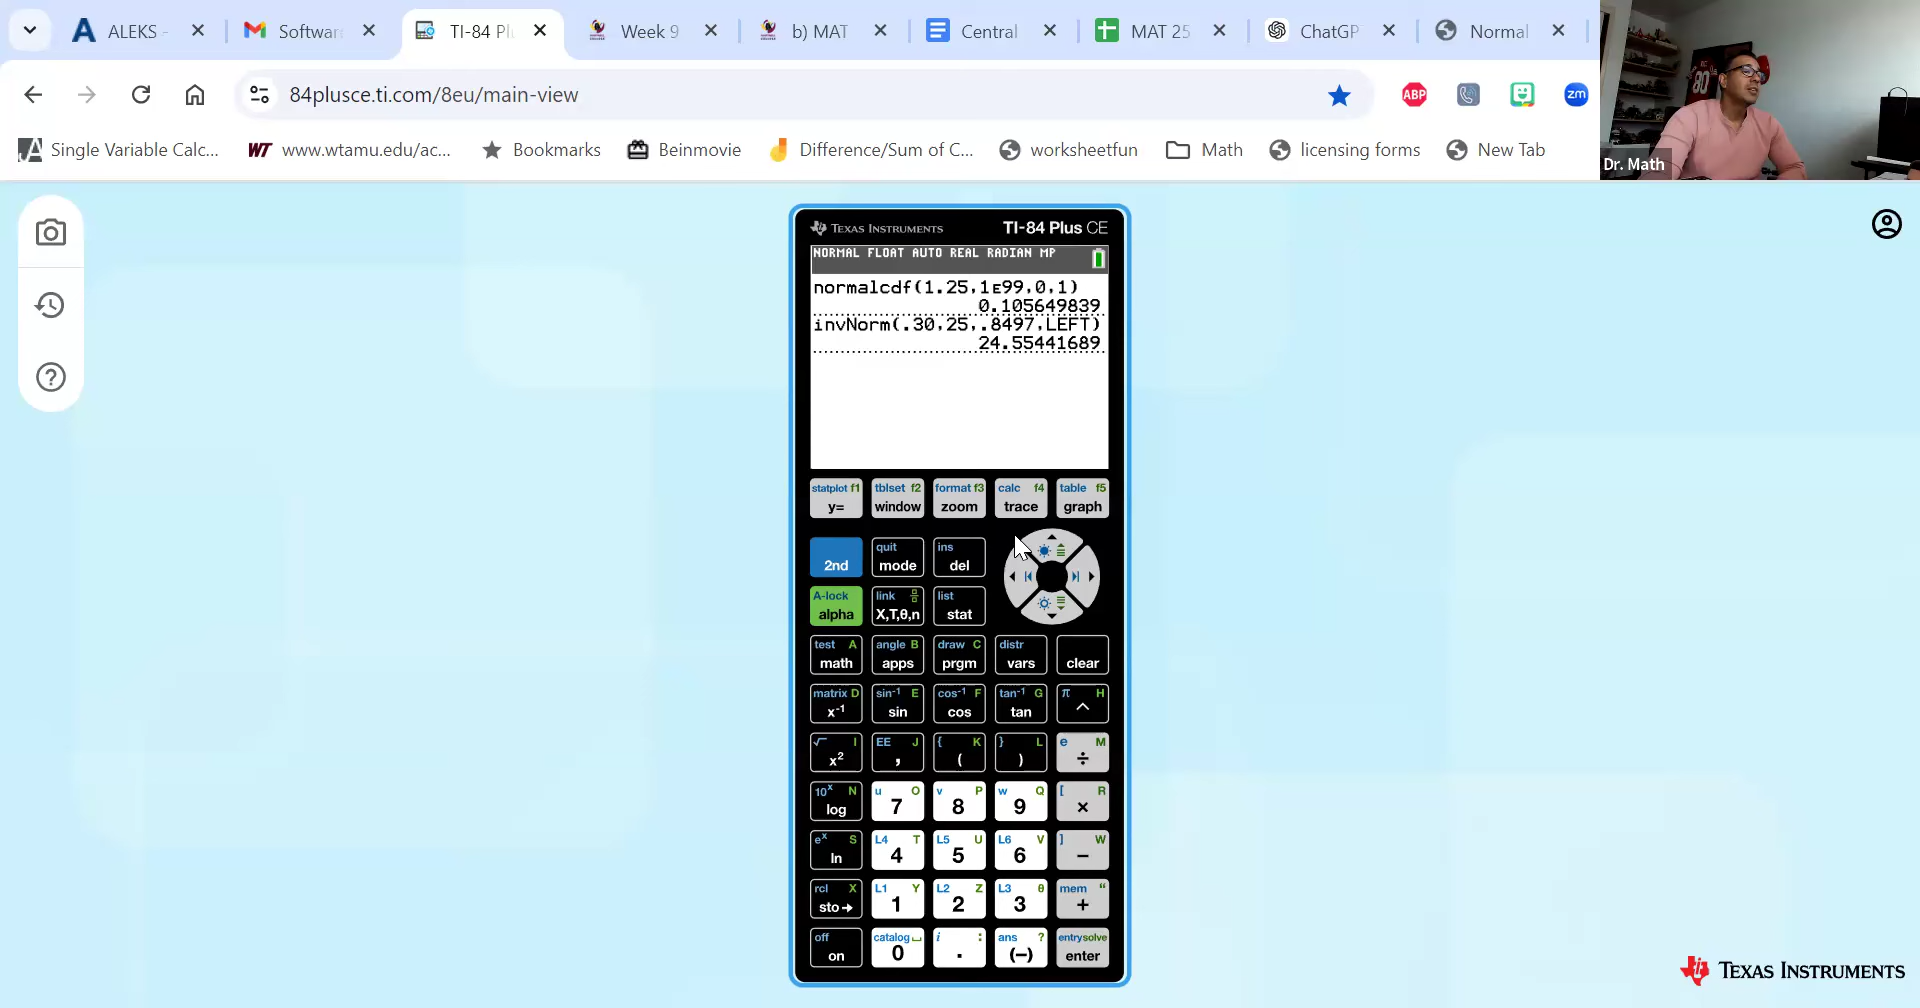 ALEKS -
Softwar
TI-84 Pl
Week 9
b) MAT
Central
MAT 25
ChatGP
Normal
84plusce.ti.com/8eu/main-view
ABP
zm
Single Variable Calc...
WT www.wtamu.edu/ac...
Bookmarks
Beinmovie
Difference/Sum of C...
worksheetfun
Math
licensing forms
New Tab
80
Dr. Math
TEXAS INSTRUMENTS TI-84 Plus CE
NORMAL FLOAT AUTO REAL RADIAN MP
normalcdf(1.25,1ᴇ99,0,1)
0.105649839
invNorm(.30,25,.8497,LEFT)
24.55441689
statplot f1 tblset f2 format f3 calc f4 table f5
y= window zoom trace graph
quit ins
2nd mode del
A-lock link list
alpha X,T,θ,n stat
test A angle B draw C distr
math apps prgm vars clear
matrix D sin⁻¹ E cos⁻¹ F tan⁻¹ G π H
x⁻¹ sin cos tan ^
√ I EE J { K } L e M
x² , ( ) ÷
10ˣ N u O v P w Q [ R
log 7 8 9 ×
eˣ S L4 T L5 U L6 V ] W
ln 4 5 6 −
rcl X L1 Y L2 Z L3 θ mem "
sto→ 1 2 3 +
off catalog ⎵ i : ans ? entry solve
on 0 . (−) enter
TEXAS INSTRUMENTS